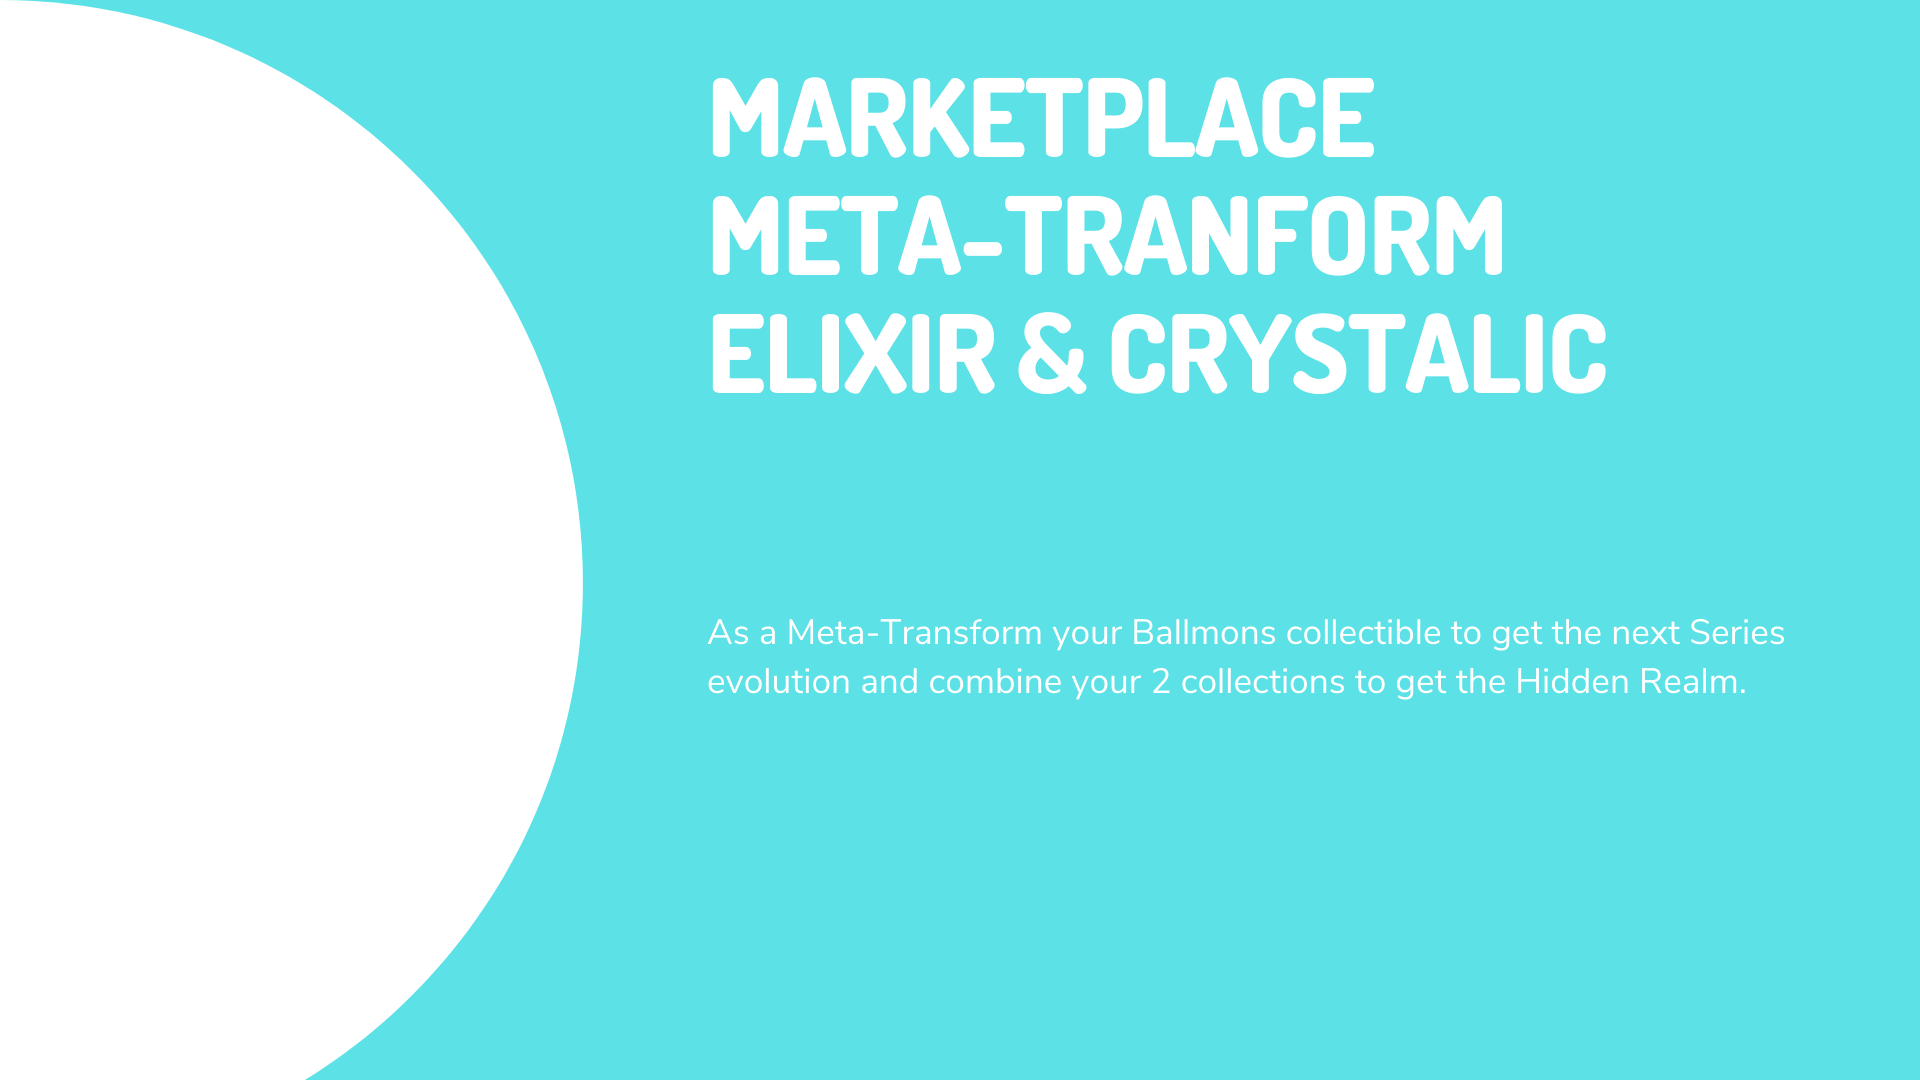 MARKETPLACE
META-TRANFORM
ELIXIR & CRYSTALIC
As a Meta-Transform your Ballmons collectible to get the next Series
evolution and combine your 2 collections to get the Hidden Realm.